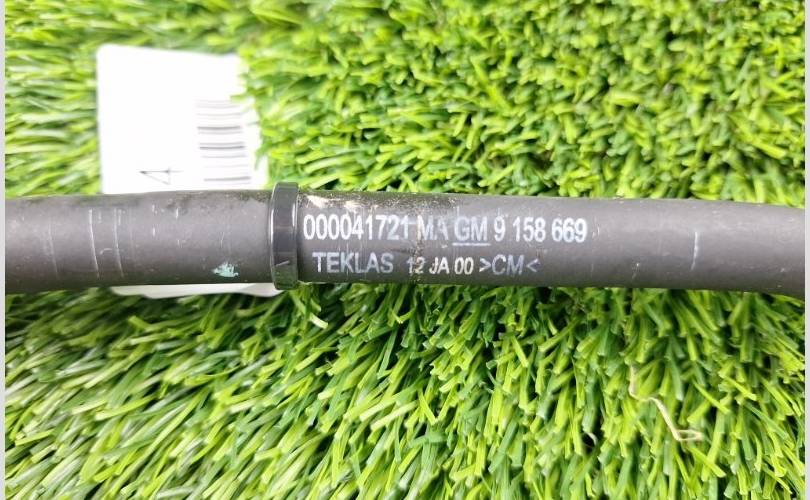 000041721 MA GM 9 158 669
TEKLAS 12 JA 00 >CM<